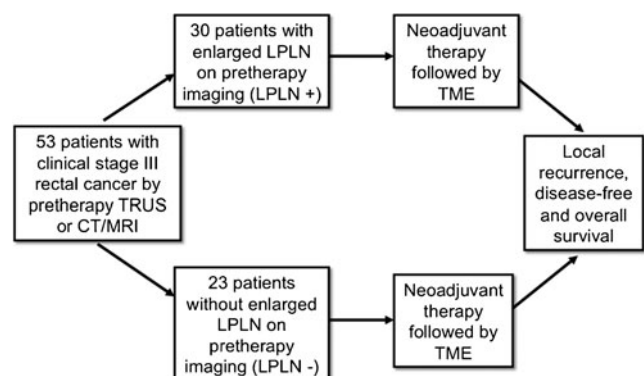 53 patients with
clinical stage III
rectal cancer by
pretherapy TRUS
or CT/MRI
30 patients with
enlarged LPLN
on pretherapy
imaging (LPLN +)
Neoadjuvant
therapy
followed by
TME
23 patients
without enlarged
LPLN on
pretherapy
imaging (LPLN -)
Neoadjuvant
therapy
followed by
TME
Local
recurrence,
disease-free
and overall
survival